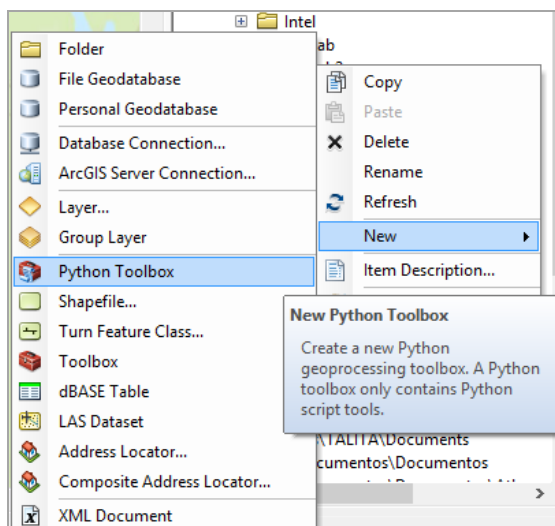 Intel
ab
Folder
File Geodatabase
Personal Geodatabase
Database Connection...
ArcGIS Server Connection...
Layer...
Group Layer
Python Toolbox
Shapefile...
Turn Feature Class...
Toolbox
dBASE Table
LAS Dataset
Address Locator...
Composite Address Locator...
XML Document
Copy
Paste
Delete
Rename
Refresh
New
Item Description...
New Python Toolbox
Create a new Python
geoprocessing toolbox. A Python
toolbox only contains Python
script tools.
\TALITA\Documents
cumentos\Documentos